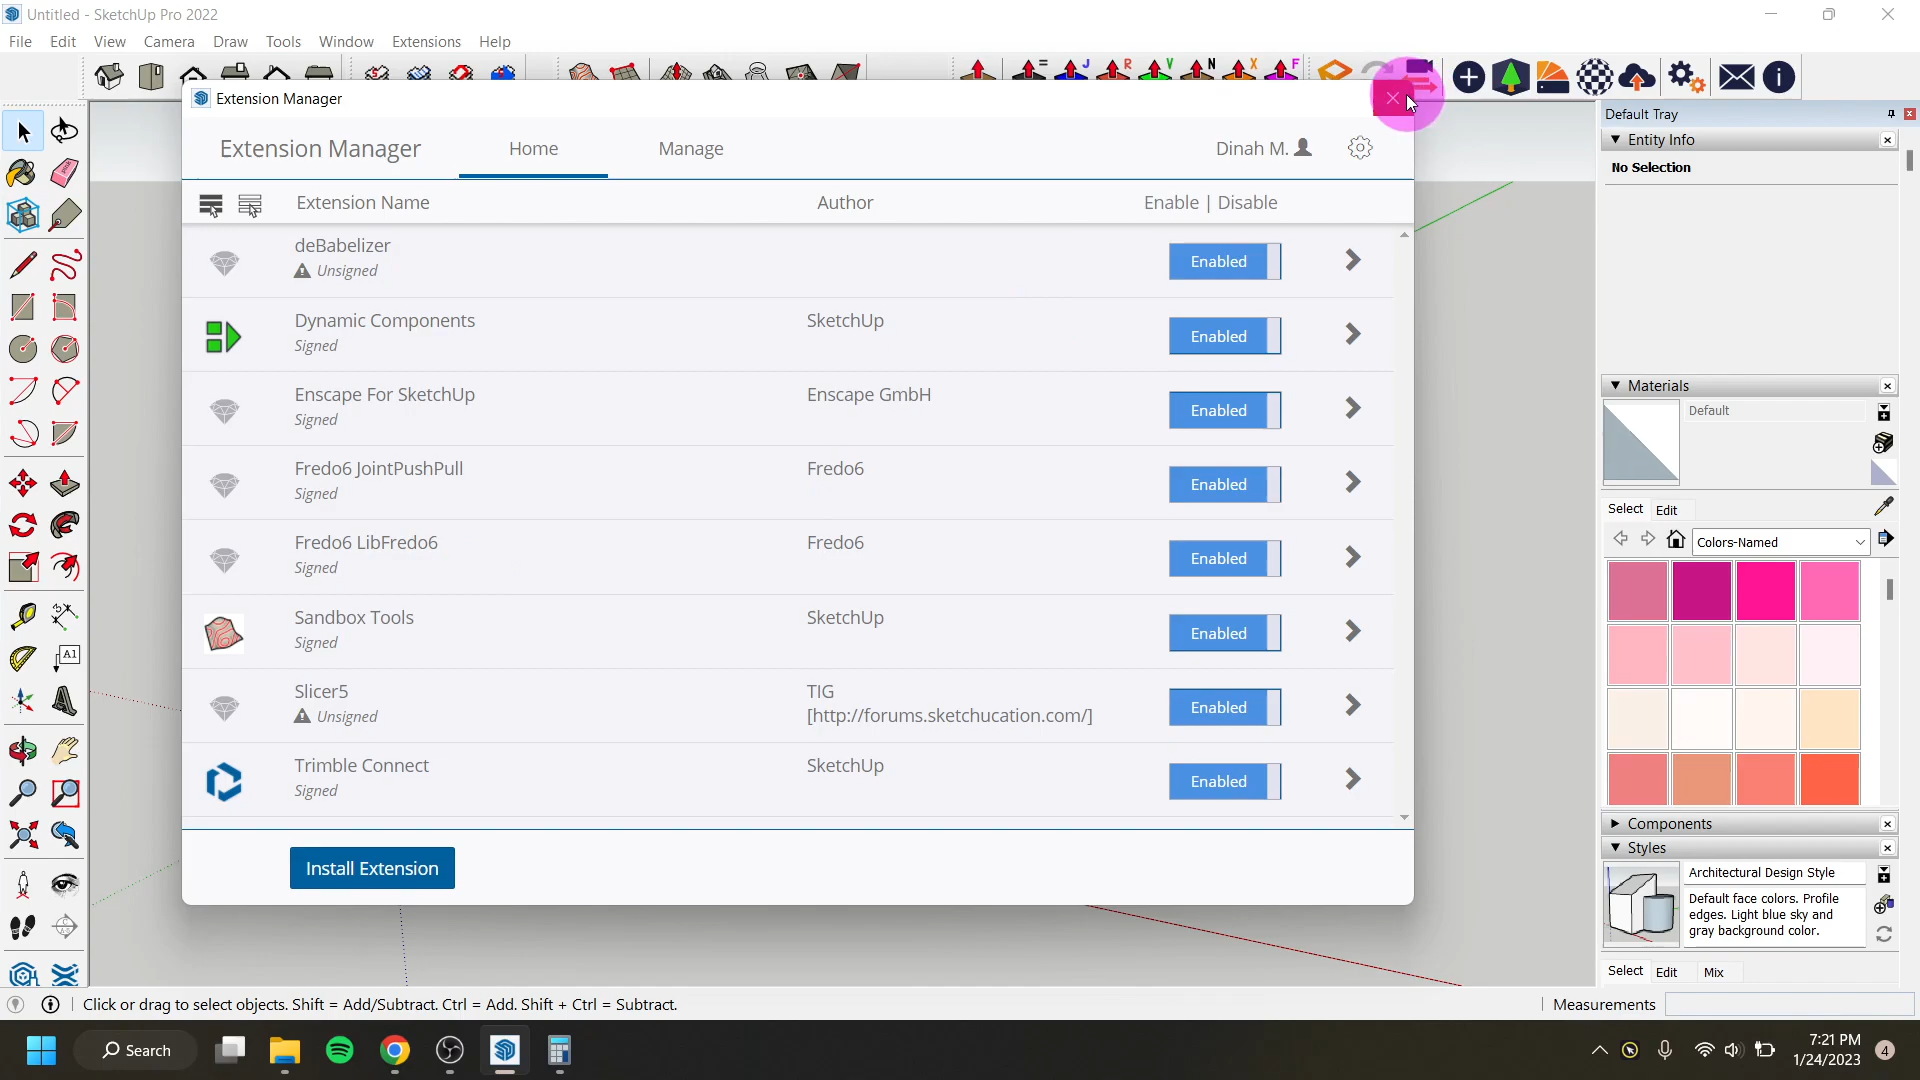 Untitled - SketchUp Pro 2022
File Edit View Camera Draw Tools Window Extensions Help
= J R V N X F
Extension Manager
Extension Manager Home Manage Dinah M.
Extension Name Author Enable | Disable
deBabelizer
Unsigned
Enabled
Dynamic Components SketchUp
Signed
Enabled
Enscape For SketchUp Enscape GmbH
Signed
Enabled
Fredo6 JointPushPull Fredo6
Signed
Enabled
Fredo6 LibFredo6 Fredo6
Signed
Enabled
Sandbox Tools SketchUp
Signed
Enabled
Slicer5 TIG
Unsigned [http://forums.sketchucation.com/]
Enabled
Trimble Connect SketchUp
Signed
Enabled
Install Extension
Default Tray
Entity Info
No Selection
Materials
Default
Select Edit
Colors-Named
Components
Styles
Architectural Design Style
Default face colors. Profile
edges. Light blue sky and
gray background color.
Select Edit Mix
A1
Click or drag to select objects. Shift = Add/Subtract. Ctrl = Add. Shift + Ctrl = Subtract.
Measurements
Search
7:21 PM
1/24/2023
4